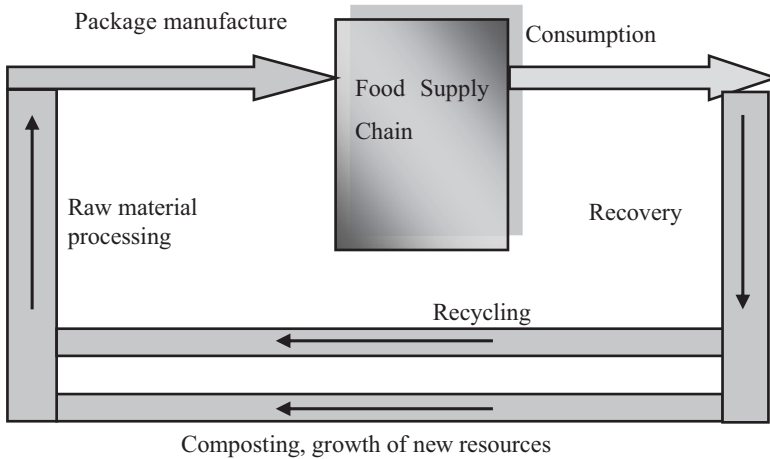 Package manufacture
Consumption
Food Supply
Chain
Raw material
processing
Recovery
Recycling
Composting, growth of new resources